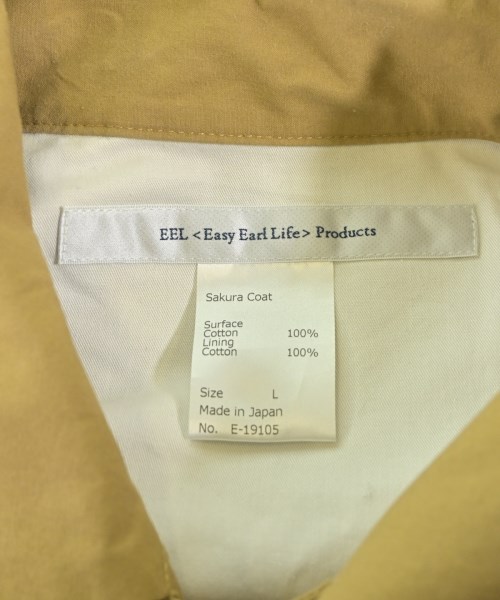 EEL <Easy Earl Life> Products
Sakura Coat
Surface
Cotton 100%
Lining
Cotton 100%
Size L
Made in Japan
No. E-19105